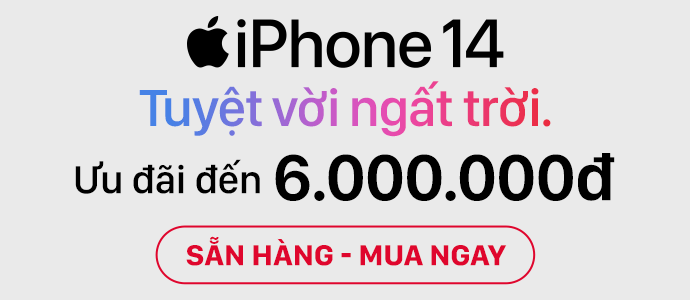 iPhone 14
Tuyệt vời ngất trời.
Ưu đãi đến 6.000.000đ
SẴN HÀNG - MUA NGAY